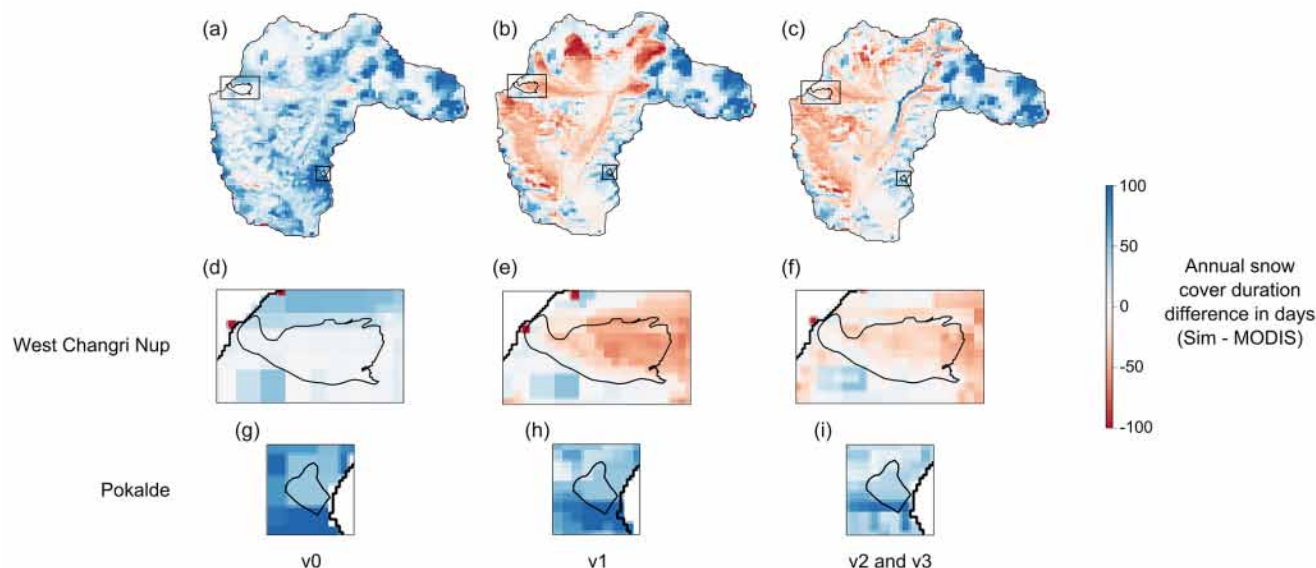 (a)
(b)
(c)
(d)
(e)
(f)
West Changri Nup
(g)
(h)
(i)
Pokalde
v0
v1
v2 and v3
100
50
0
-50
-100
Annual snow
cover duration
difference in days
(Sim - MODIS)